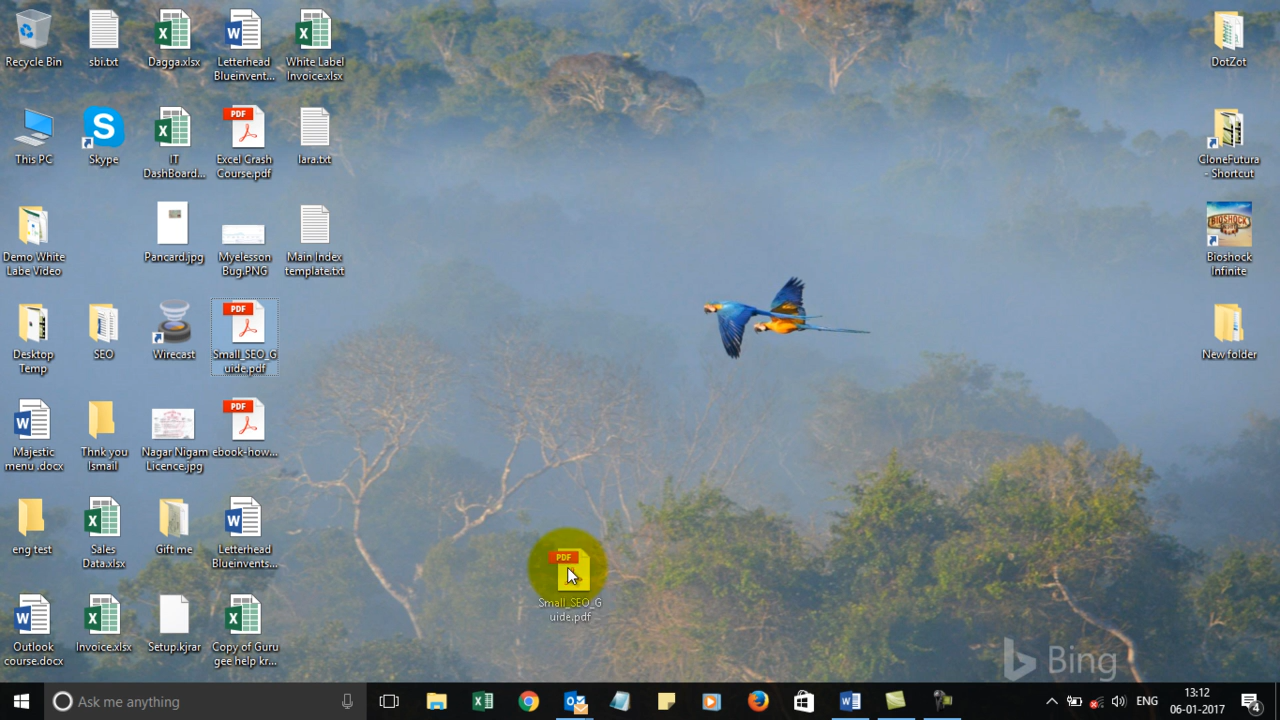 Recycle Bin
sbi.txt
Dagga.xlsx
Letterhead
Blueinvent...
White Label
Invoice.xlsx
DotZot
This PC
Skype
IT
DashBoard...
Excel Crash
Course.pdf
lara.txt
CloneFutura
- Shortcut
Demo White
Labe Video
Pancard.jpg
Myelesson
Bug.PNG
Main Index
template.txt
Bioshock
Infinite
Desktop
Temp
SEO
Wirecast
Small_SEO_G
uide.pdf
New folder
Majestic
menu .docx
Thnk you
Ismail
Nagar Nigam
Licence.jpg
ebook-how...
eng test
Sales
Data.xlsx
Gift me
Letterhead
Blueinvents...
PDF
Small_SEO_G
uide.pdf
Outlook
course.docx
Invoice.xlsx
Setup.kjrar
Copy of Guru
gee help kr...
Bing
Ask me anything
ENG
13:12
06-01-2017
4